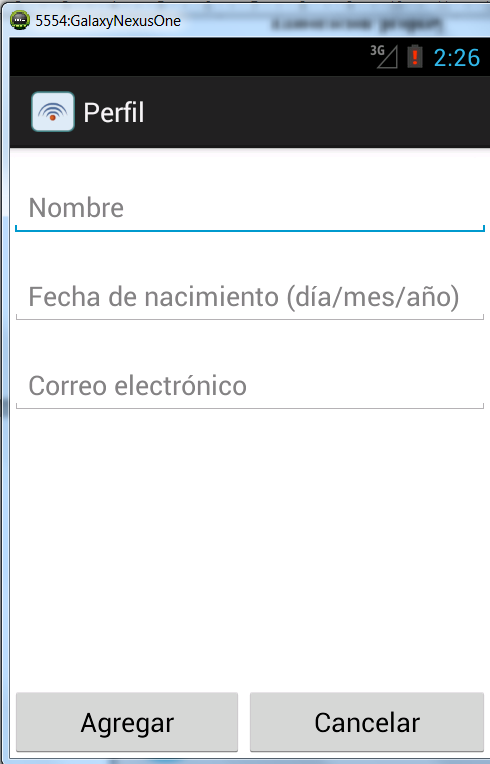 5554:GalaxyNexusOne
3G 2:26
Perfil
Nombre
Fecha de nacimiento (día/mes/año)
Correo electrónico
Agregar Cancelar